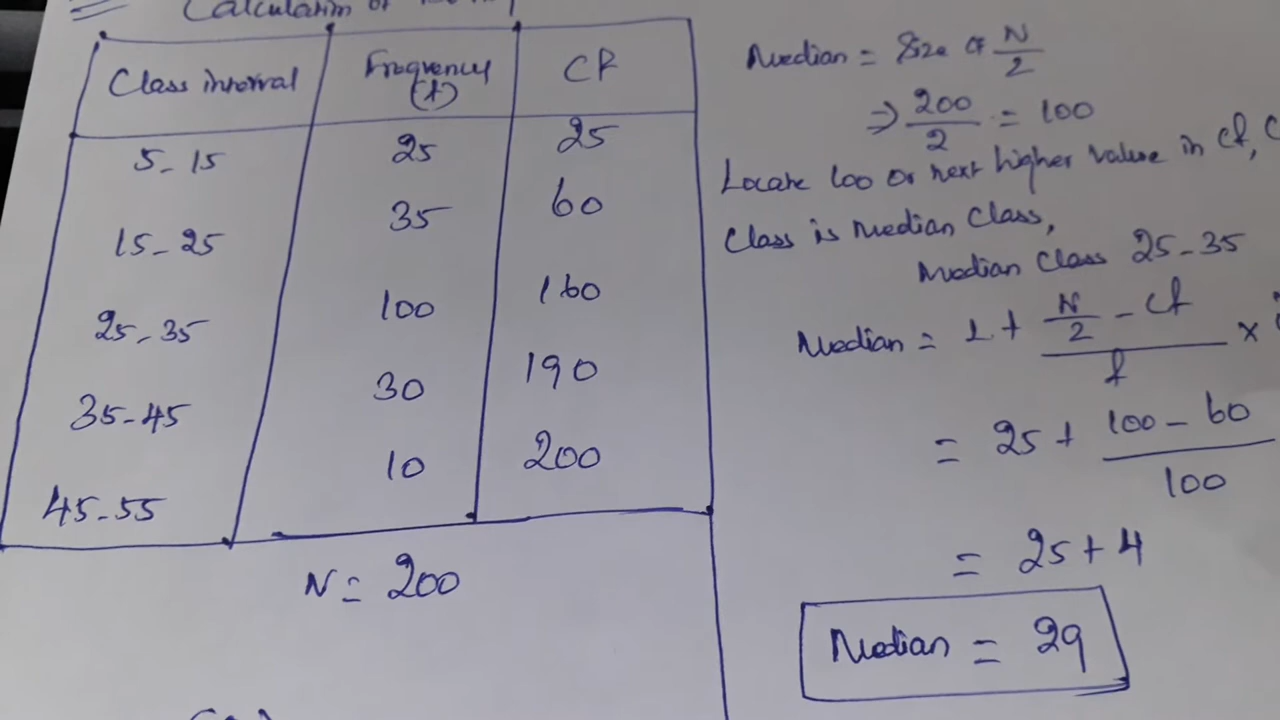 Calculation of
Class interval Frequency (f) CF
5-15 25 25
15-25 35 60
25-35 100 160
35-45 30 190
45-55 10 200
N = 200
Median = Size of N/2
⇒ 200/2 = 100
Locate 100 or next higher value in cf,
Class is Median Class,
Median Class 25-35
Median = L + (N/2 - cf)/f × i
= 25 + (100 - 60)/100
= 25 + 4
Median = 29